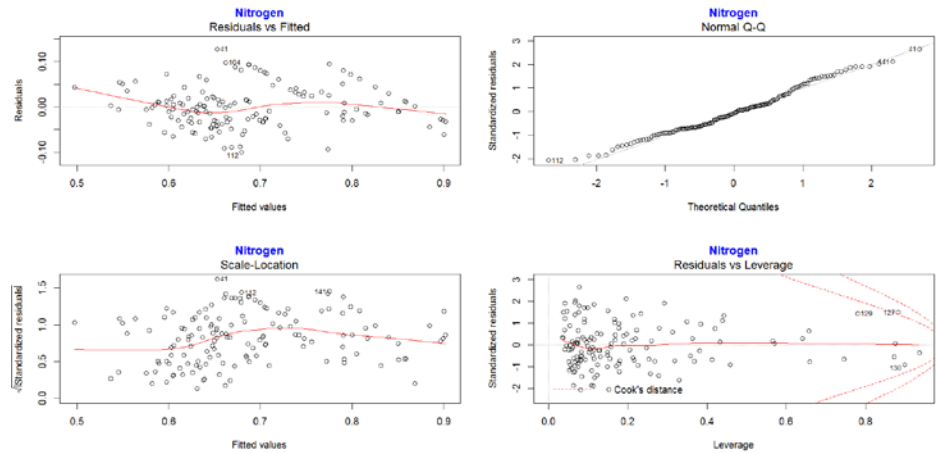 Nitrogen
Residuals vs Fitted
Residuals
0.10
0.00
-0.10
41
104
112
0.5 0.6 0.7 0.8 0.9
Fitted values
Nitrogen
Normal Q-Q
Standardized residuals
3
2
1
0
-1
-2
41
141
112
-2 -1 0 1 2
Theoretical Quantiles
Nitrogen
Scale-Location
√|Standardized residuals|
1.5
1.0
0.5
0.0
41
112
141
0.5 0.6 0.7 0.8 0.9
Fitted values
Nitrogen
Residuals vs Leverage
Standardized residuals
3
2
1
0
-1
-2
129
127
130
Cook's distance
0.0 0.2 0.4 0.6 0.8
Leverage